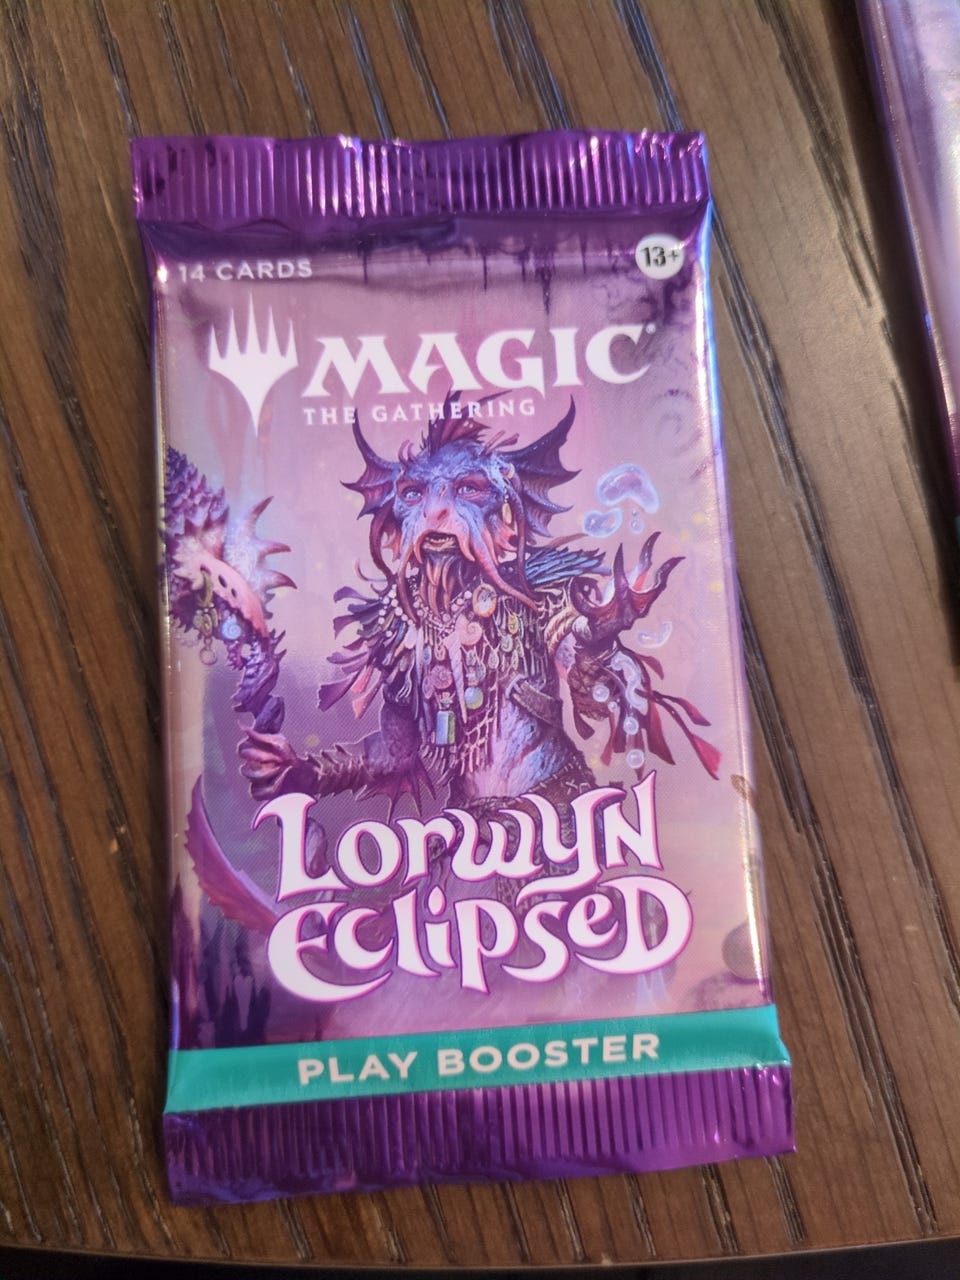 14 CARDS
13+
MAGIC
THE GATHERING
Lorwyn
Eclipsed
PLAY BOOSTER